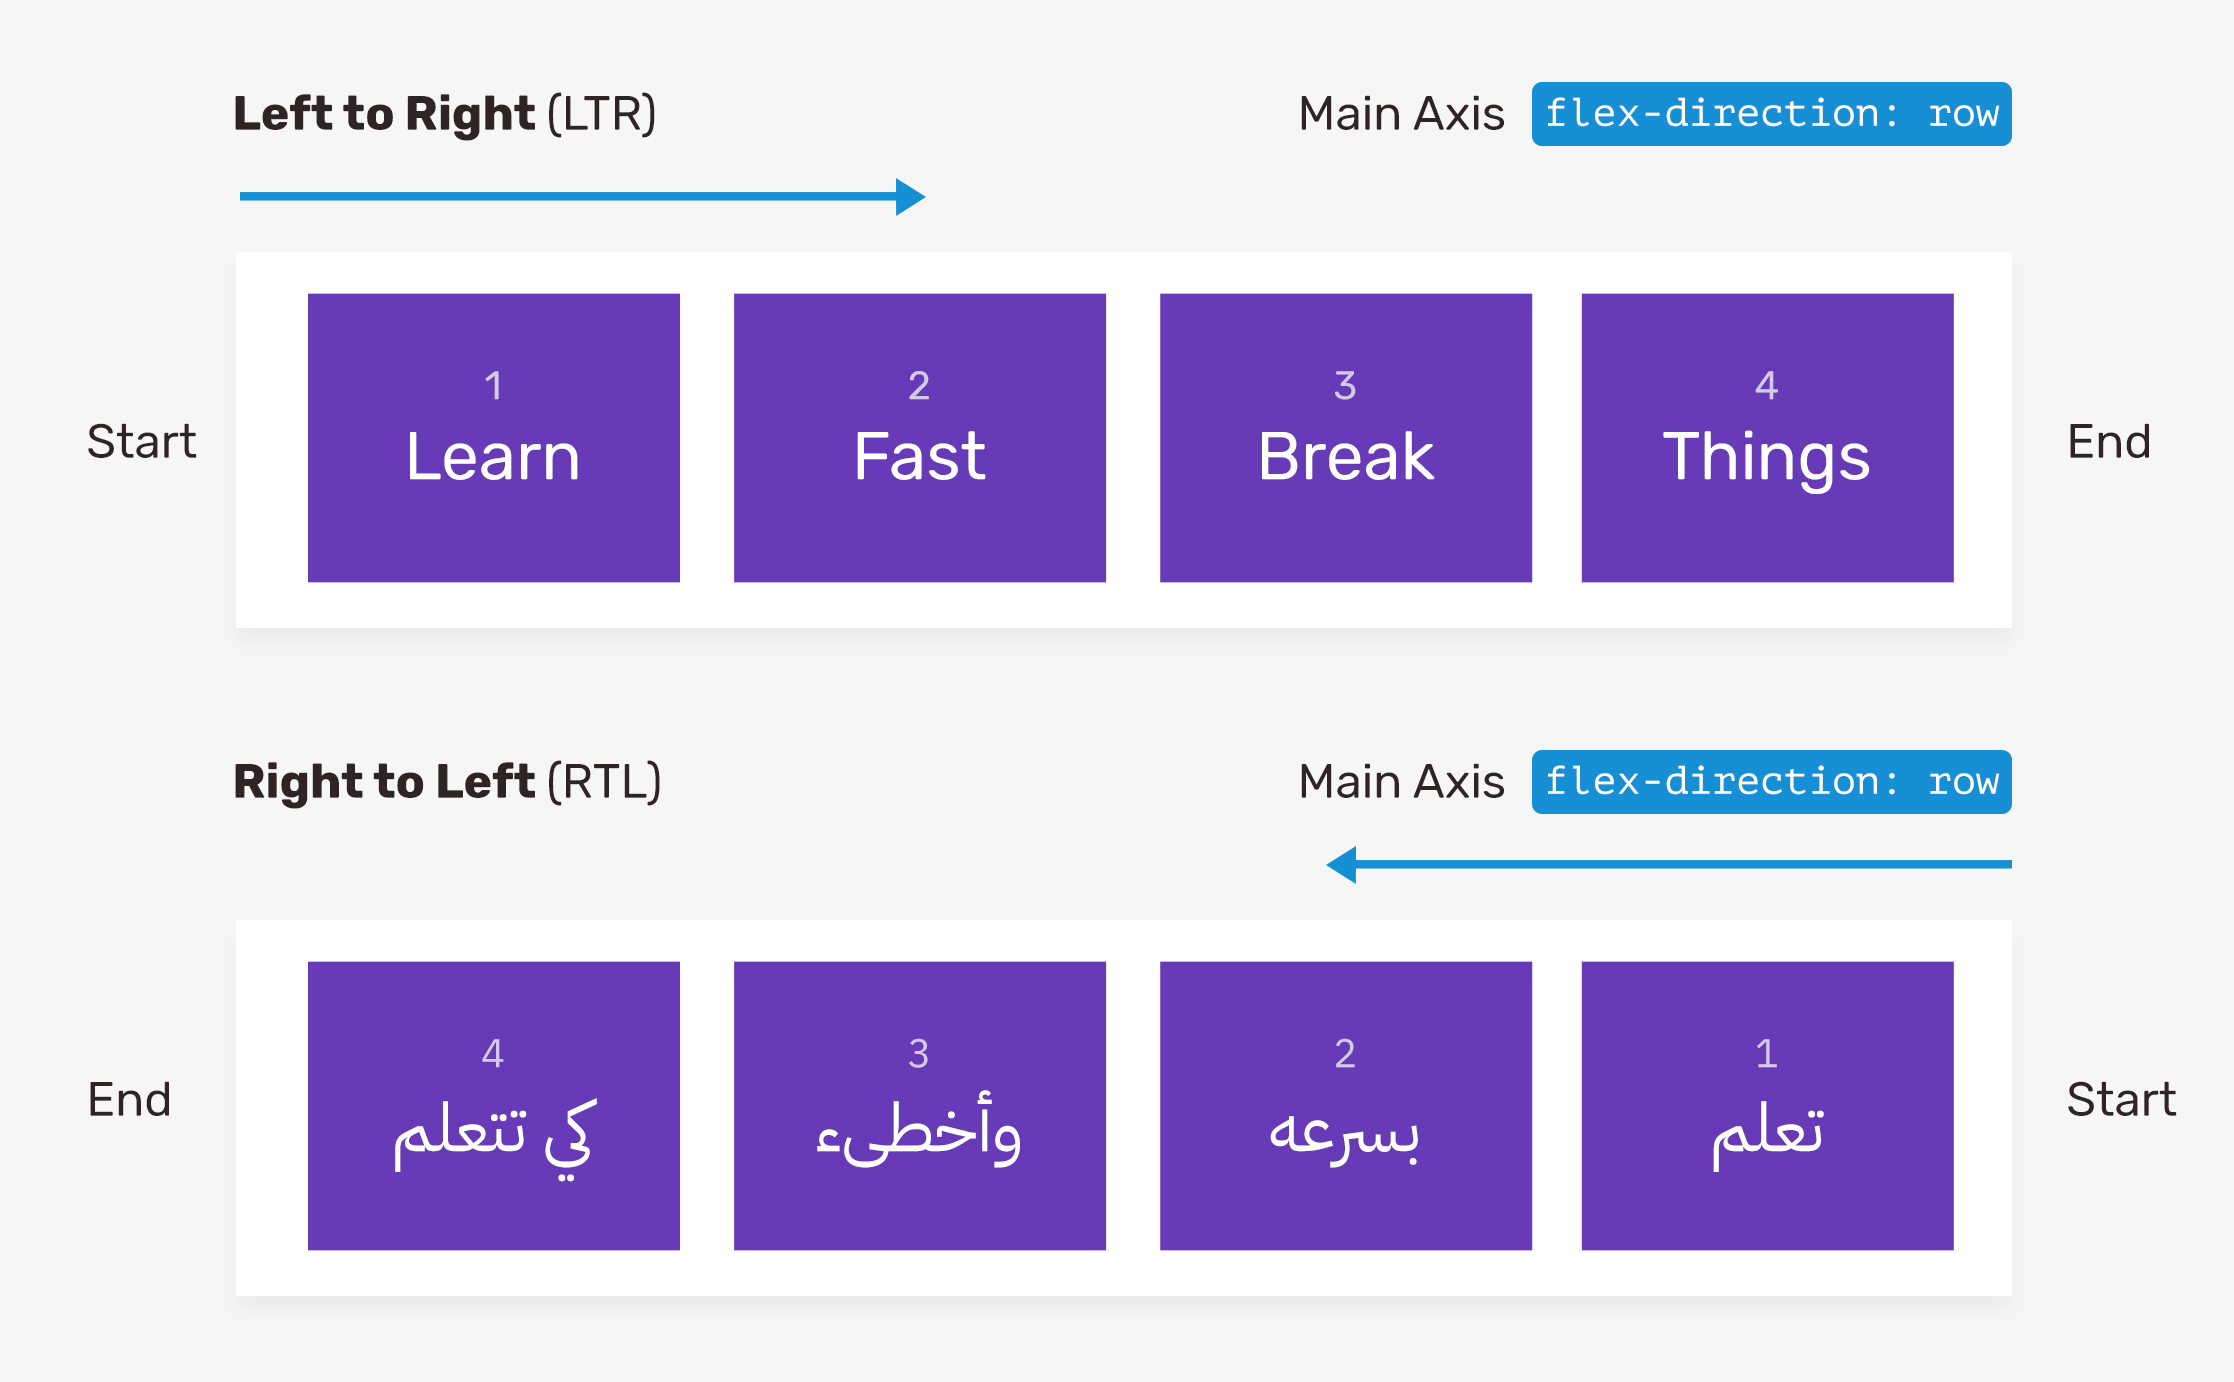 Left to Right (LTR)
Main Axis flex-direction: row
Start
1
Learn
2
Fast
3
Break
4
Things
End
Right to Left (RTL)
Main Axis flex-direction: row
Start
1
تعلم
2
بسرعه
3
وأخطىء
4
كي تتعلم
End